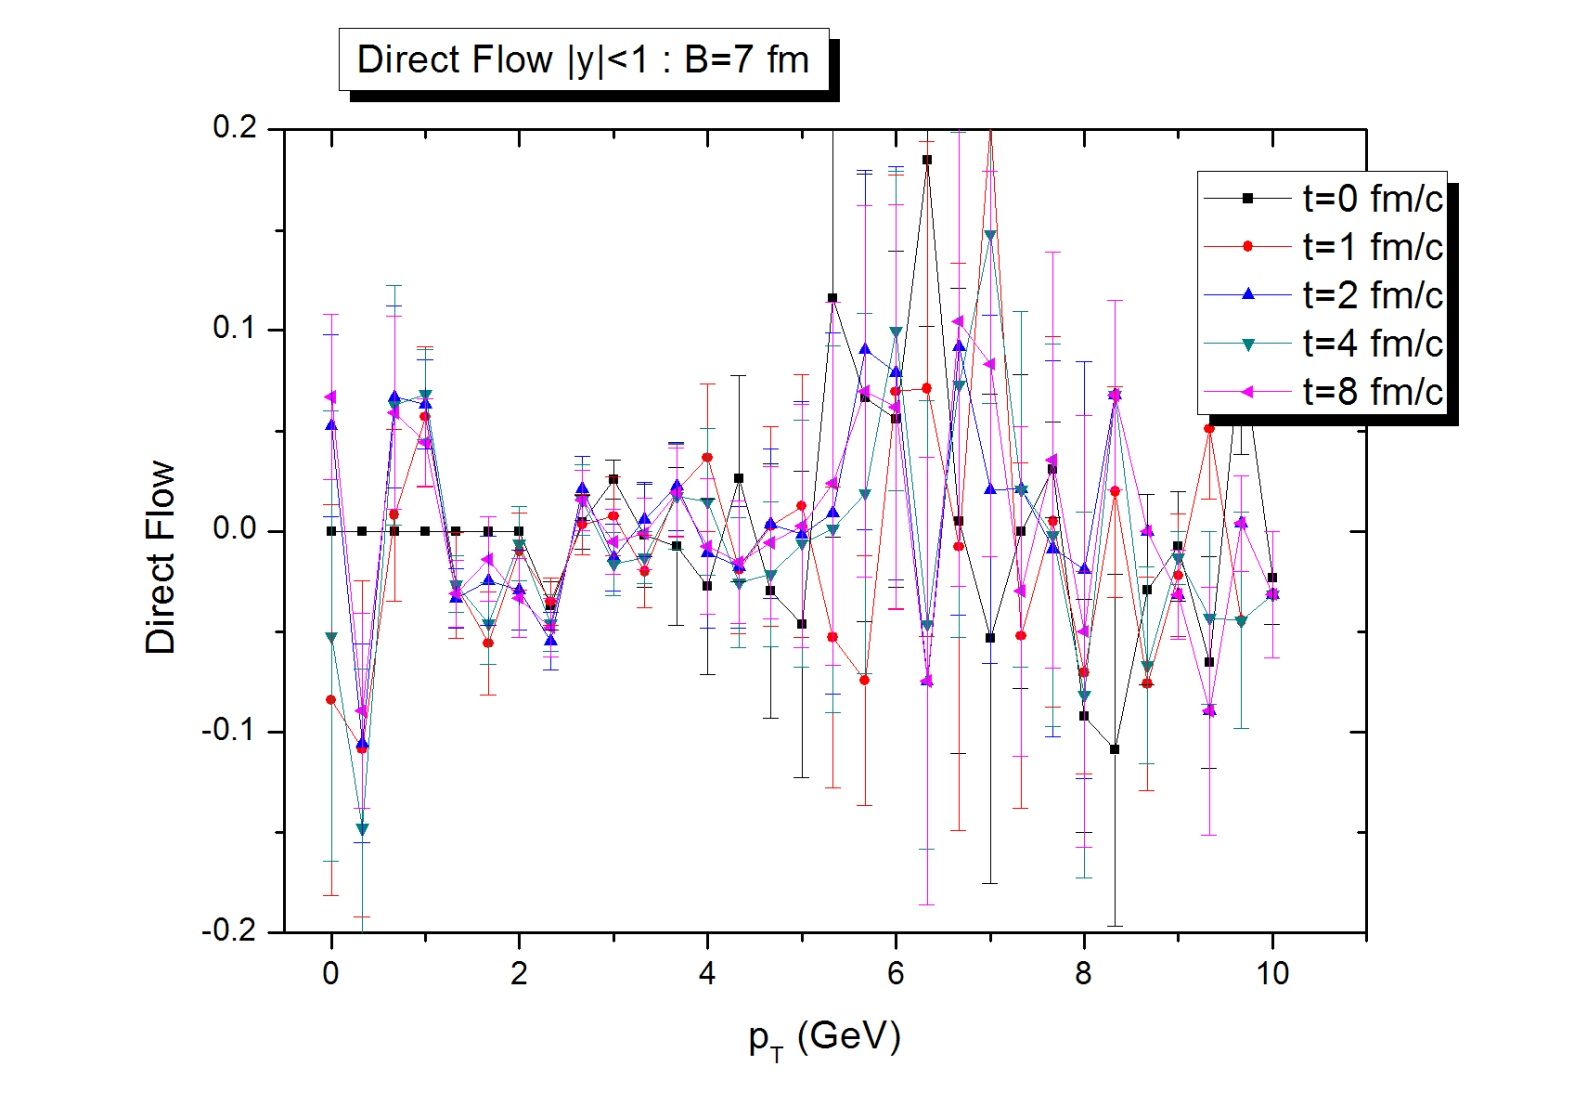 Direct Flow |y|<1 : B=7 fm
0.2
0.1
0.0
-0.1
-0.2
Direct Flow
0 2 4 6 8 10
pT (GeV)
t=0 fm/c
t=1 fm/c
t=2 fm/c
t=4 fm/c
t=8 fm/c